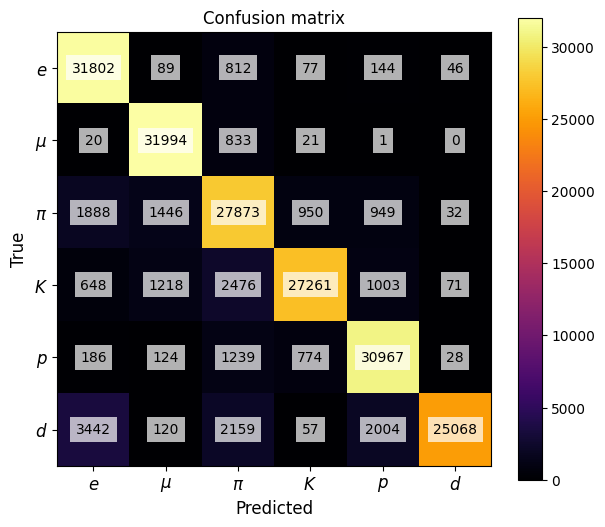 Confusion matrix
e 31802 89 812 77 144 46
μ 20 31994 833 21 1 0
π 1888 1446 27873 950 949 32
K 648 1218 2476 27261 1003 71
p 186 124 1239 774 30967 28
d 3442 120 2159 57 2004 25068
e μ π K p d
Predicted
True
30000
25000
20000
15000
10000
5000
0